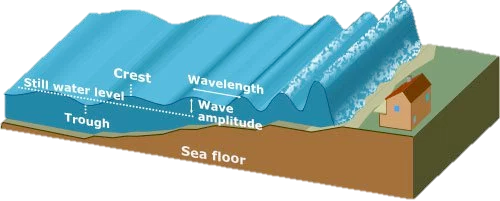 Crest
Wavelength
Still water level
Wave
amplitude
Trough
Sea floor